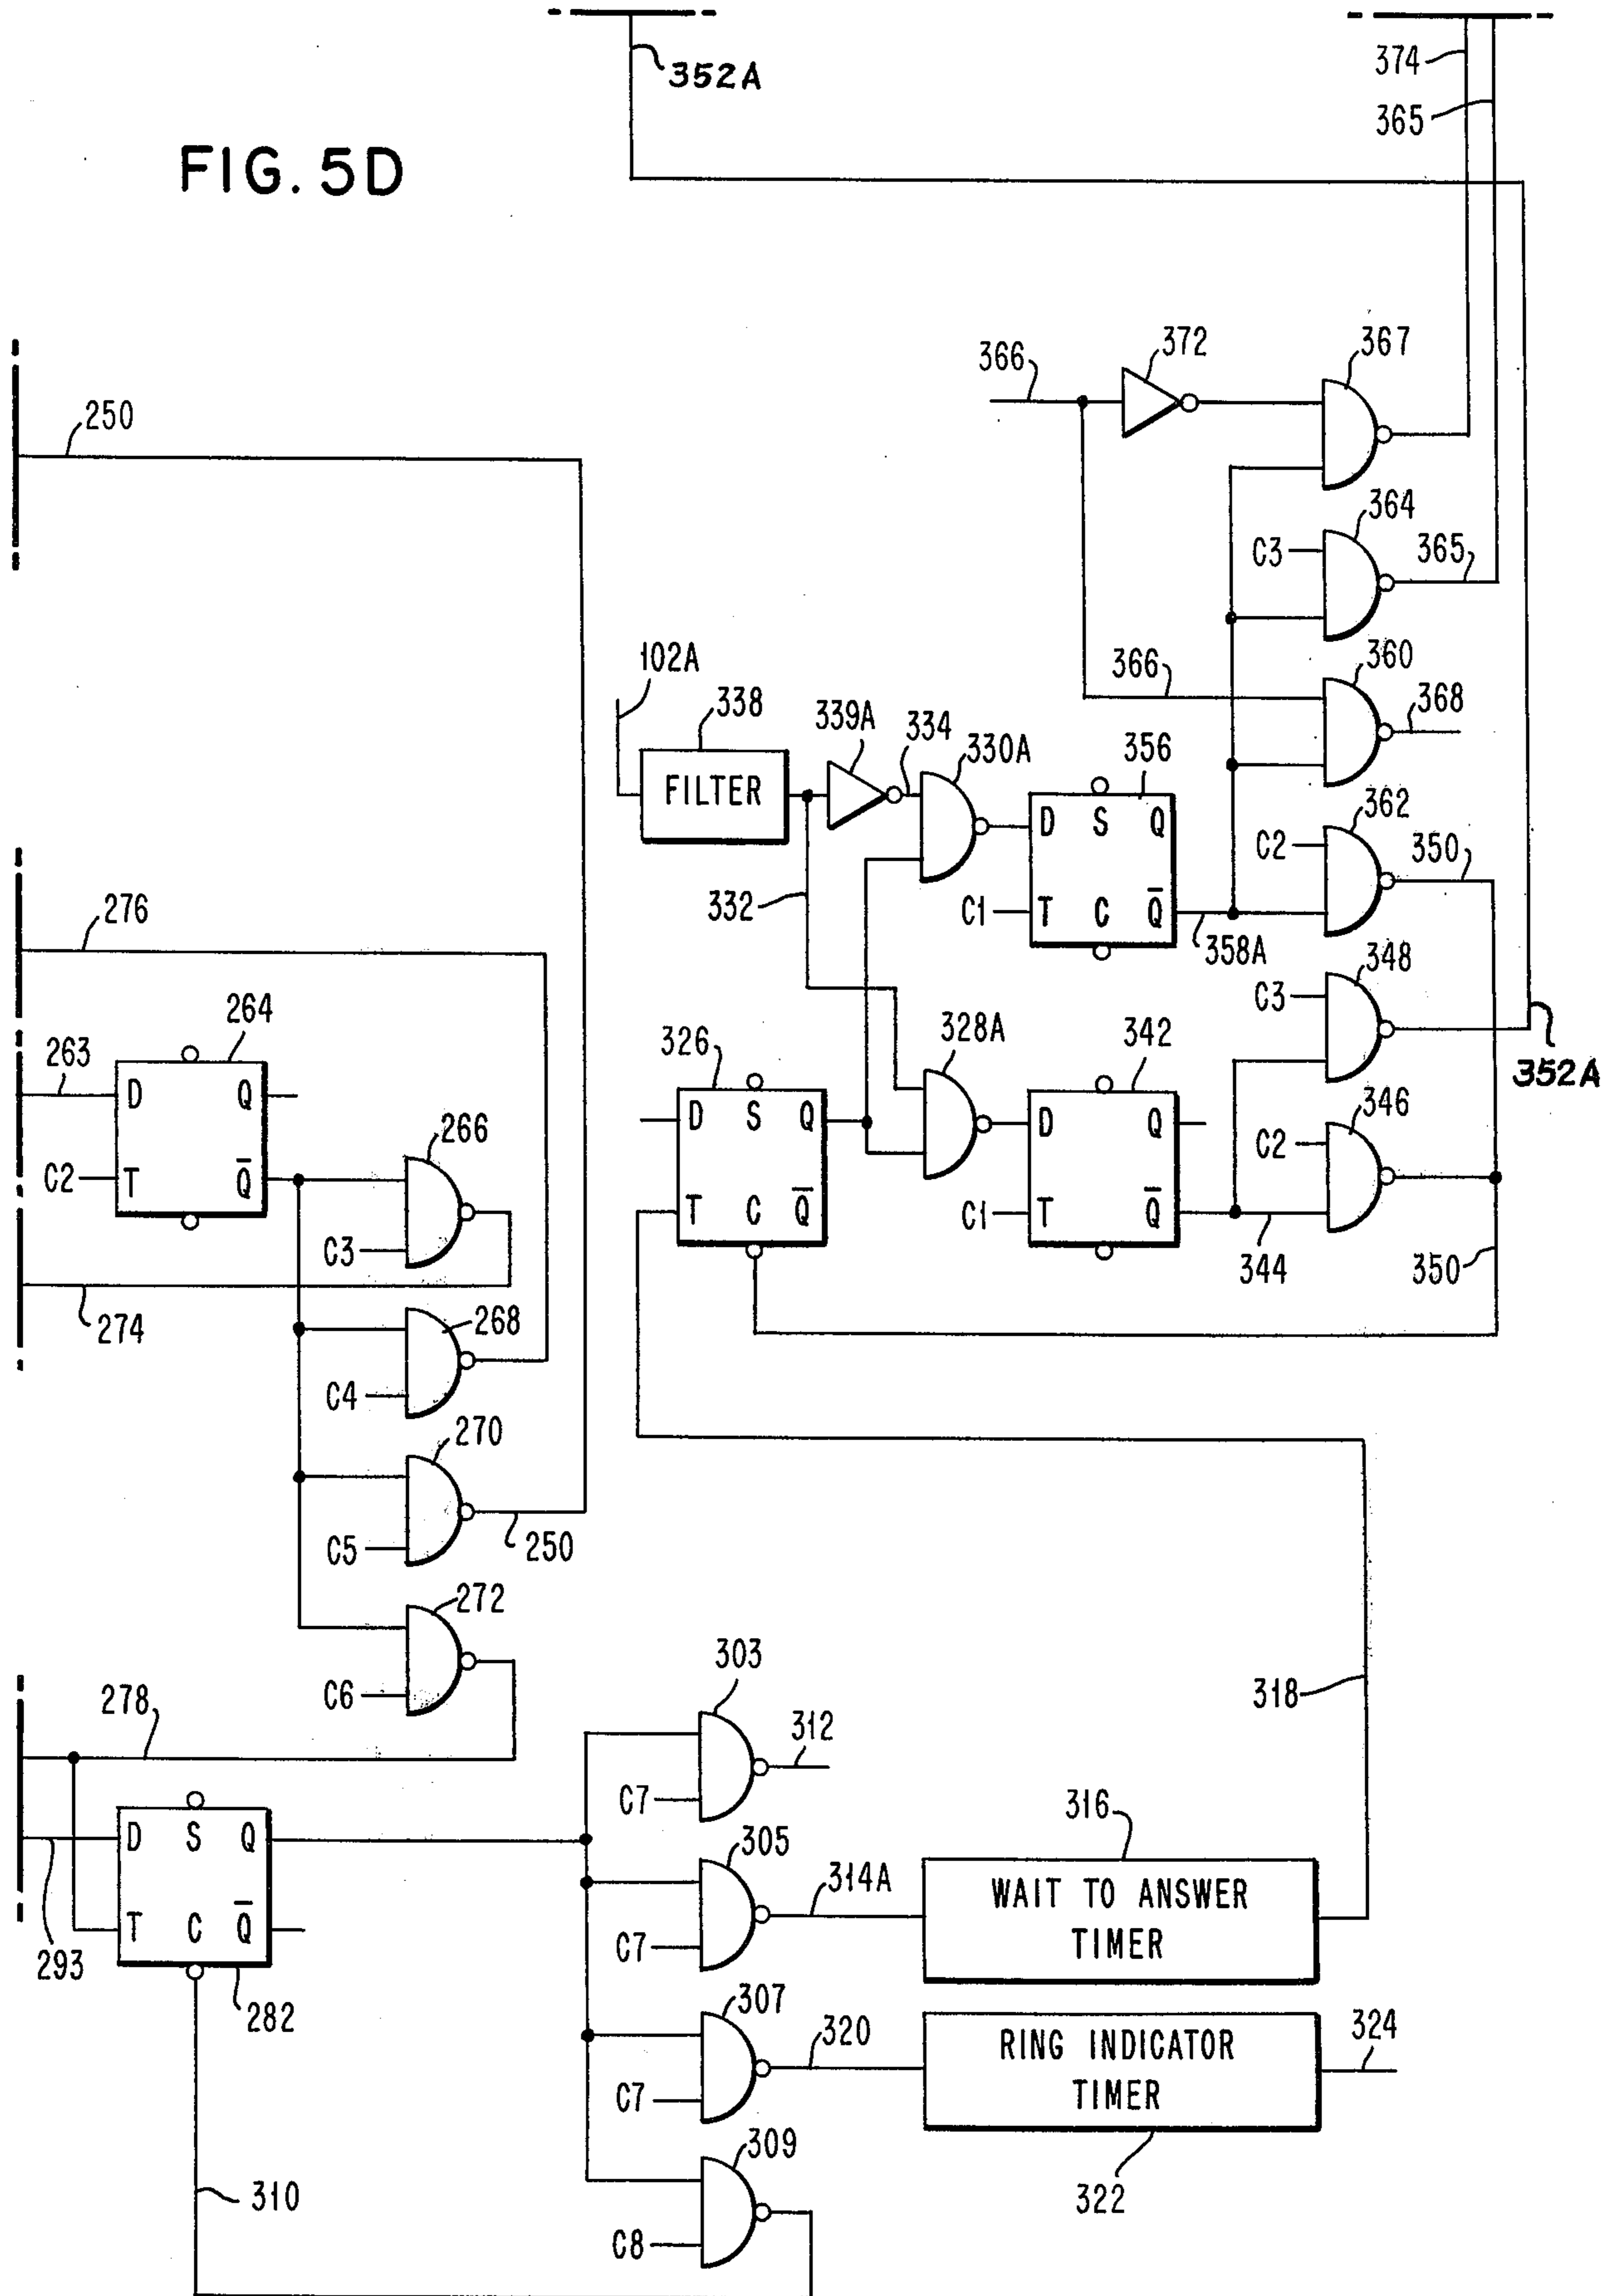 352A
374
365
FIG. 5D
372
367
366
250
364
C3
365
102A
366
360
338
339A
334
330A
368
356
FILTER
D S Q
362
C2
350
332
C1
T C Q̅
358A
276
348
C3
264
263
326
328A
342
352A
D Q
D S Q
D Q
346
266
C2
C2
T Q̅
T C Q̅
C1
T Q̅
C3
344
350
274
268
C4
270
C5
250
272
303
C6
318
278
312
C7
316
D S Q
305
314A
WAIT TO ANSWER
TIMER
T C Q̅
C7
293
282
307
320
RING INDICATOR
TIMER
324
C7
309
310
322
C8